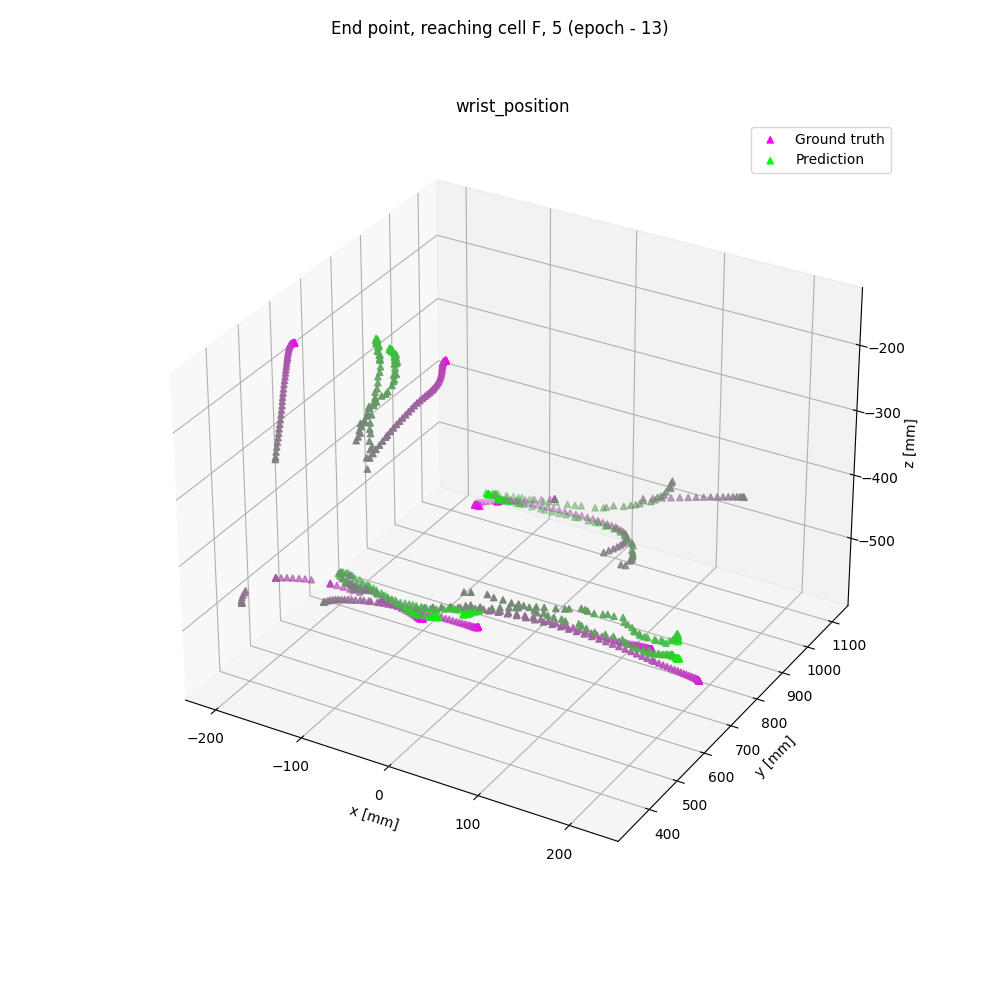 End point, reaching cell F, 5 (epoch - 13)
wrist_position
Ground truth
Prediction
−200
−300
−400
−500
z [mm]
1100
1000
900
800
700
600
500
400
y [mm]
−200
−100
0
100
200
x [mm]